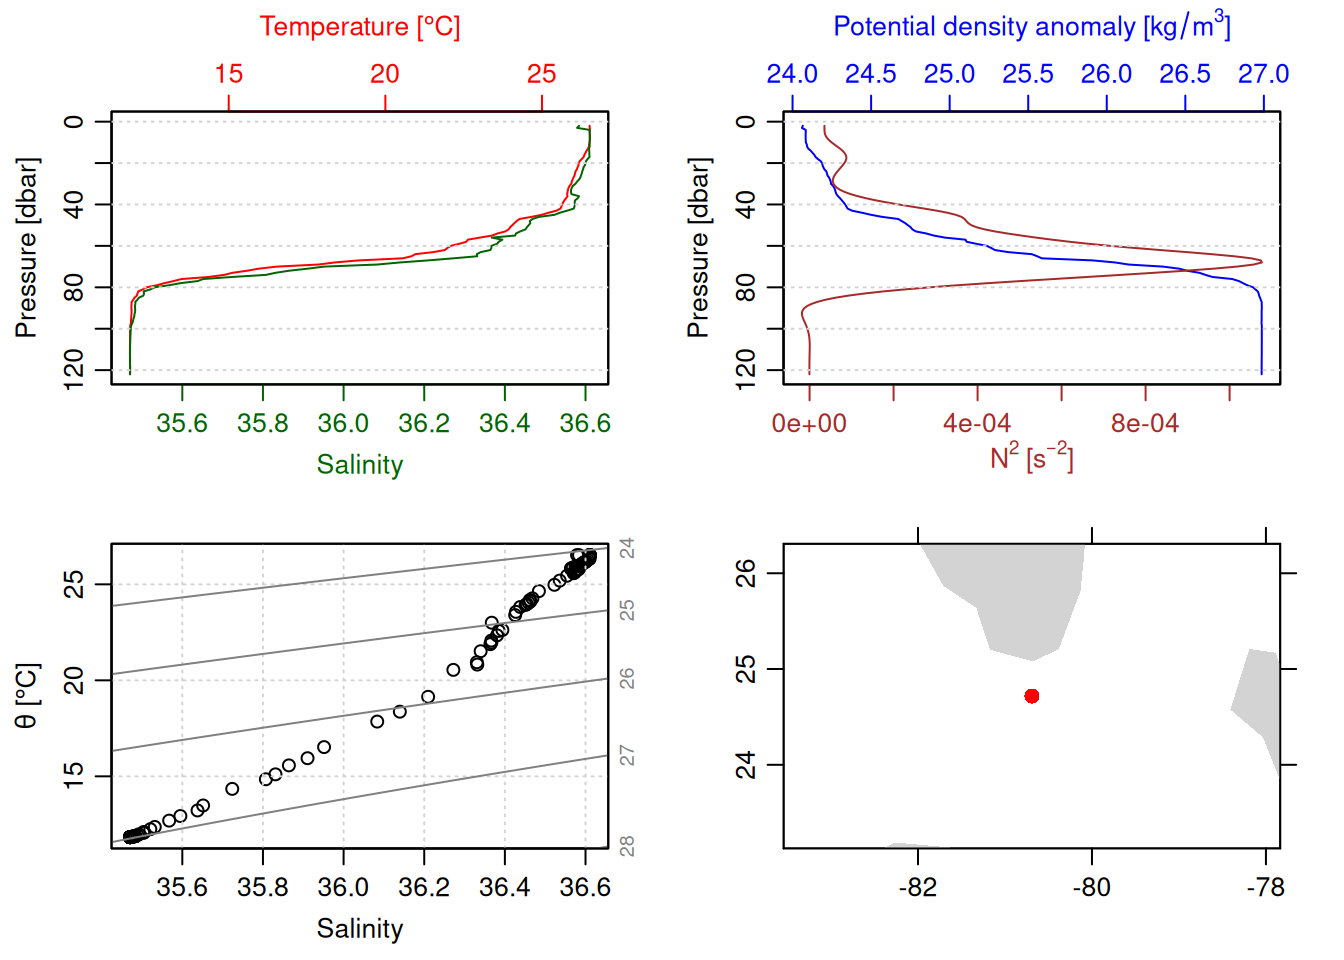 Temperature [°C]
15 20 25
Pressure [dbar]
0 40 80 120
35.6 35.8 36.0 36.2 36.4 36.6
Salinity
Potential density anomaly [kg/m³]
24.0 24.5 25.0 25.5 26.0 26.5 27.0
Pressure [dbar]
0 40 80 120
0e+00 4e-04 8e-04
N² [s⁻²]
θ [°C]
25 20 15
24 25 26 27 28
35.6 35.8 36.0 36.2 36.4 36.6
Salinity
26 25 24
-82 -80 -78